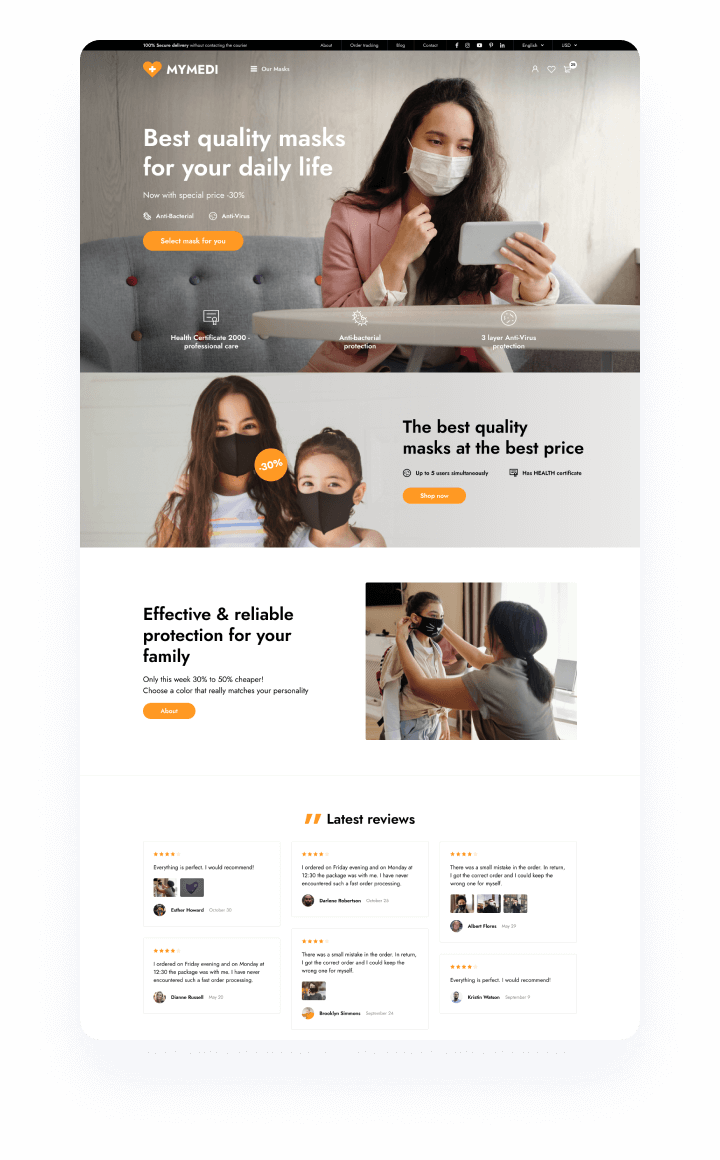 100% Secure delivery without contacting the courier
About
Order tracking
Blog
Contact
English
USD
MYMEDI
Our Masks
Best quality masks
for your daily life
Now with special price -30%
Anti-Bacterial
Anti-Virus
Select mask for you
Health Certificate 2000 -
professional care
Anti-bacterial
protection
3 layer Anti-Virus
protection
-30%
The best quality
masks at the best price
Up to 5 users simultaneously
Has HEALTH certificate
Shop now
Effective & reliable
protection for your
family
Only this week 30% to 50% cheaper!
Choose a color that really matches your personality
About
Latest reviews
Everything is perfect. I would recommend!
Esther Howard
I ordered on Friday evening and on Monday at
12:30 the package was with me. I have never
encountered such a fast order processing.
Dianne Russell May 20
I ordered on Friday evening and on Monday at
12:30 the package was with me. I have never
encountered such a fast order processing.
Darlene Robertson
There was a small mistake in the order. In return,
I got the correct order and I could keep the
wrong one for myself.
Brooklyn Simmons September 24
There was a small mistake in the order. In return,
I got the correct order and I could keep the
wrong one for myself.
Albert Flores May 29
Everything is perfect. I would recommend!
Kristin Watson September 9